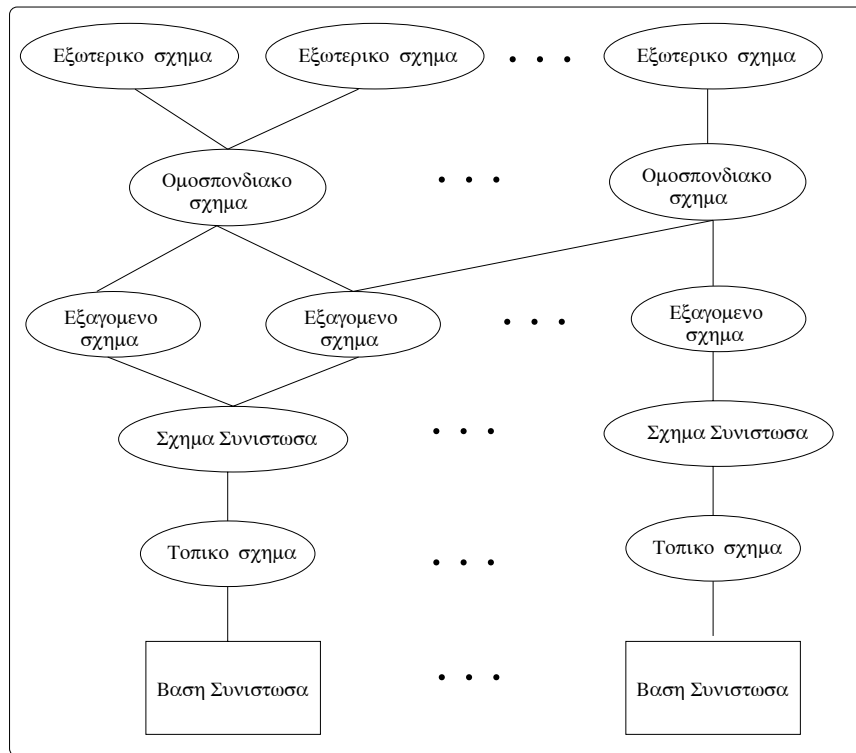 Εξωτερικο σχημα
Εξωτερικο σχημα
Εξωτερικο σχημα
Ομοσπονδιακο
σχημα
Ομοσπονδιακο
σχημα
Εξαγομενο
σχημα
Εξαγομενο
σχημα
Εξαγομενο
σχημα
Σχημα Συνιστωσα
Σχημα Συνιστωσα
Τοπικο σχημα
Τοπικο σχημα
Βαση Συνιστωσα
Βαση Συνιστωσα